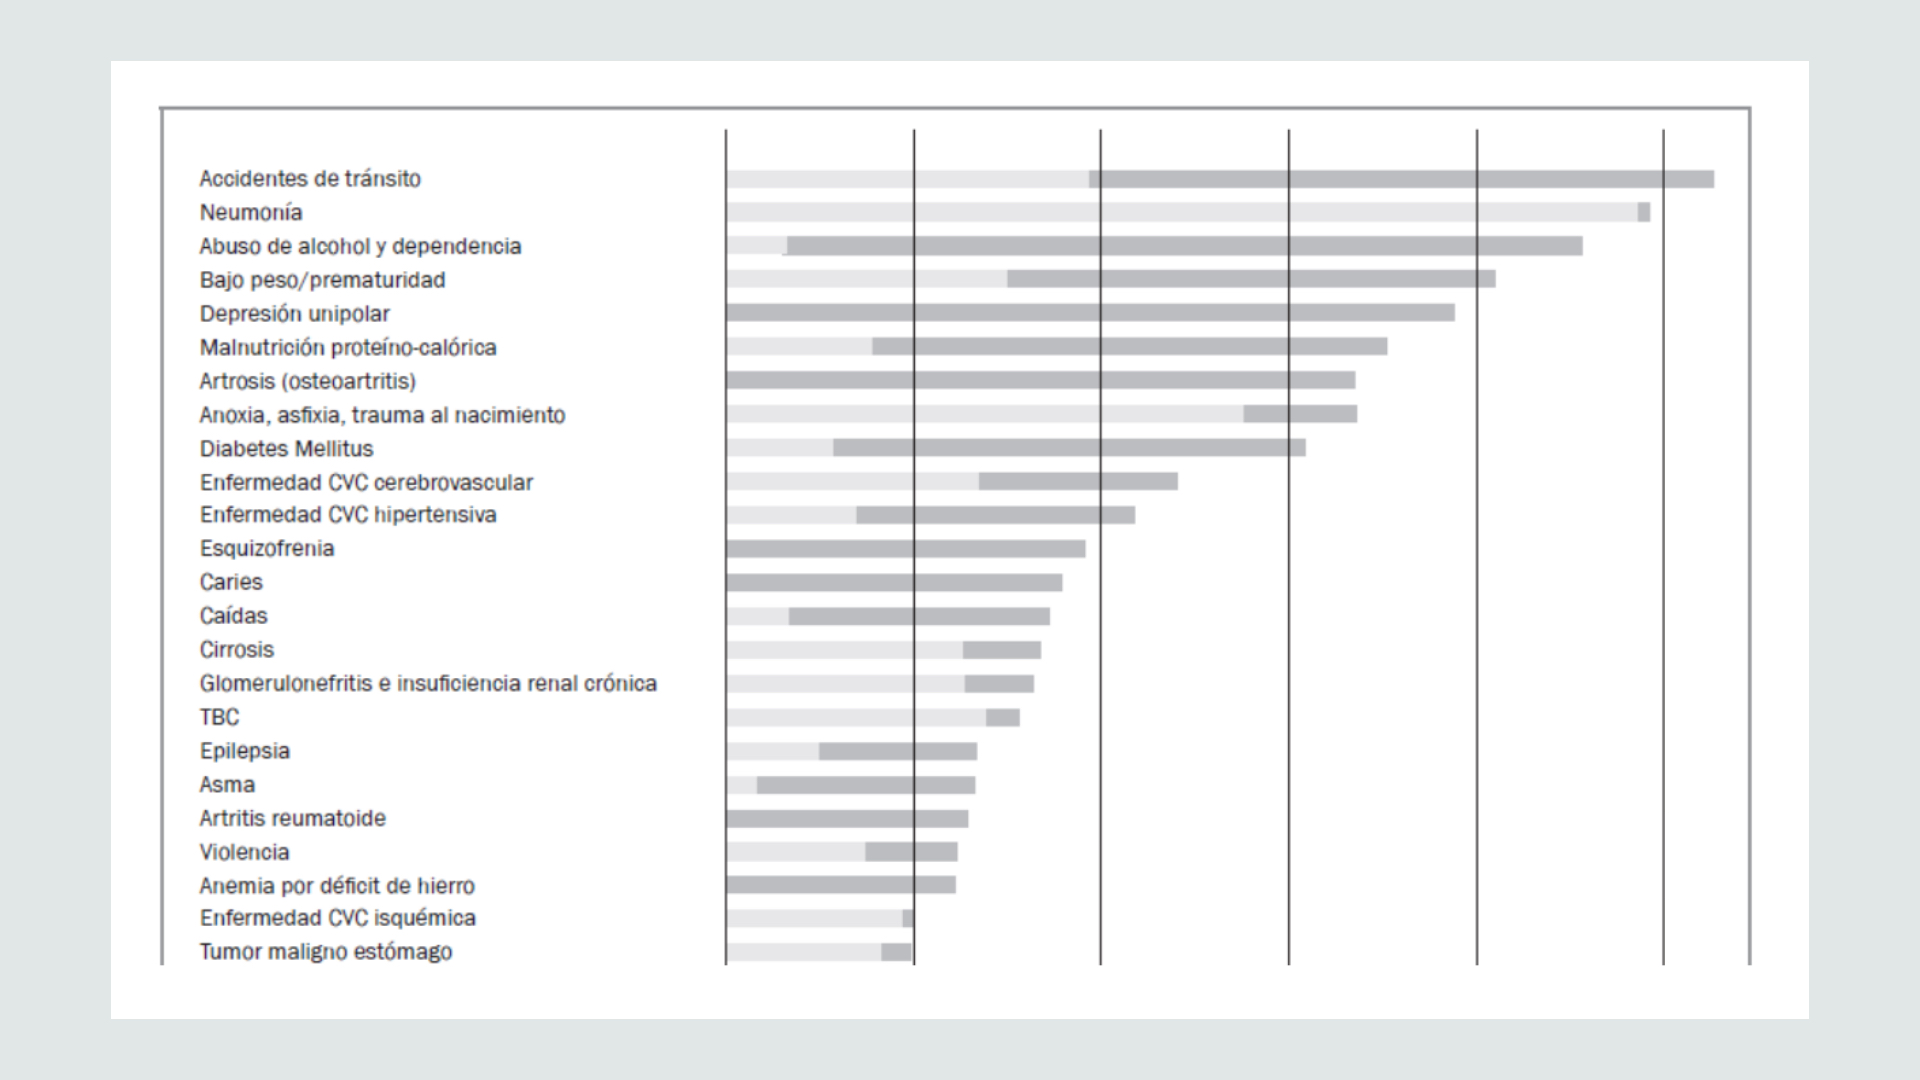 Accidentes de tránsito
Neumonía
Abuso de alcohol y dependencia
Bajo peso/prematuridad
Depresión unipolar
Malnutrición proteíno-calórica
Artrosis (osteoartritis)
Anoxia, asfixia, trauma al nacimiento
Diabetes Mellitus
Enfermedad CVC cerebrovascular
Enfermedad CVC hipertensiva
Esquizofrenia
Caries
Caídas
Cirrosis
Glomerulonefritis e insuficiencia renal crónica
TBC
Epilepsia
Asma
Artritis reumatoide
Violencia
Anemia por déficit de hierro
Enfermedad CVC isquémica
Tumor maligno estómago